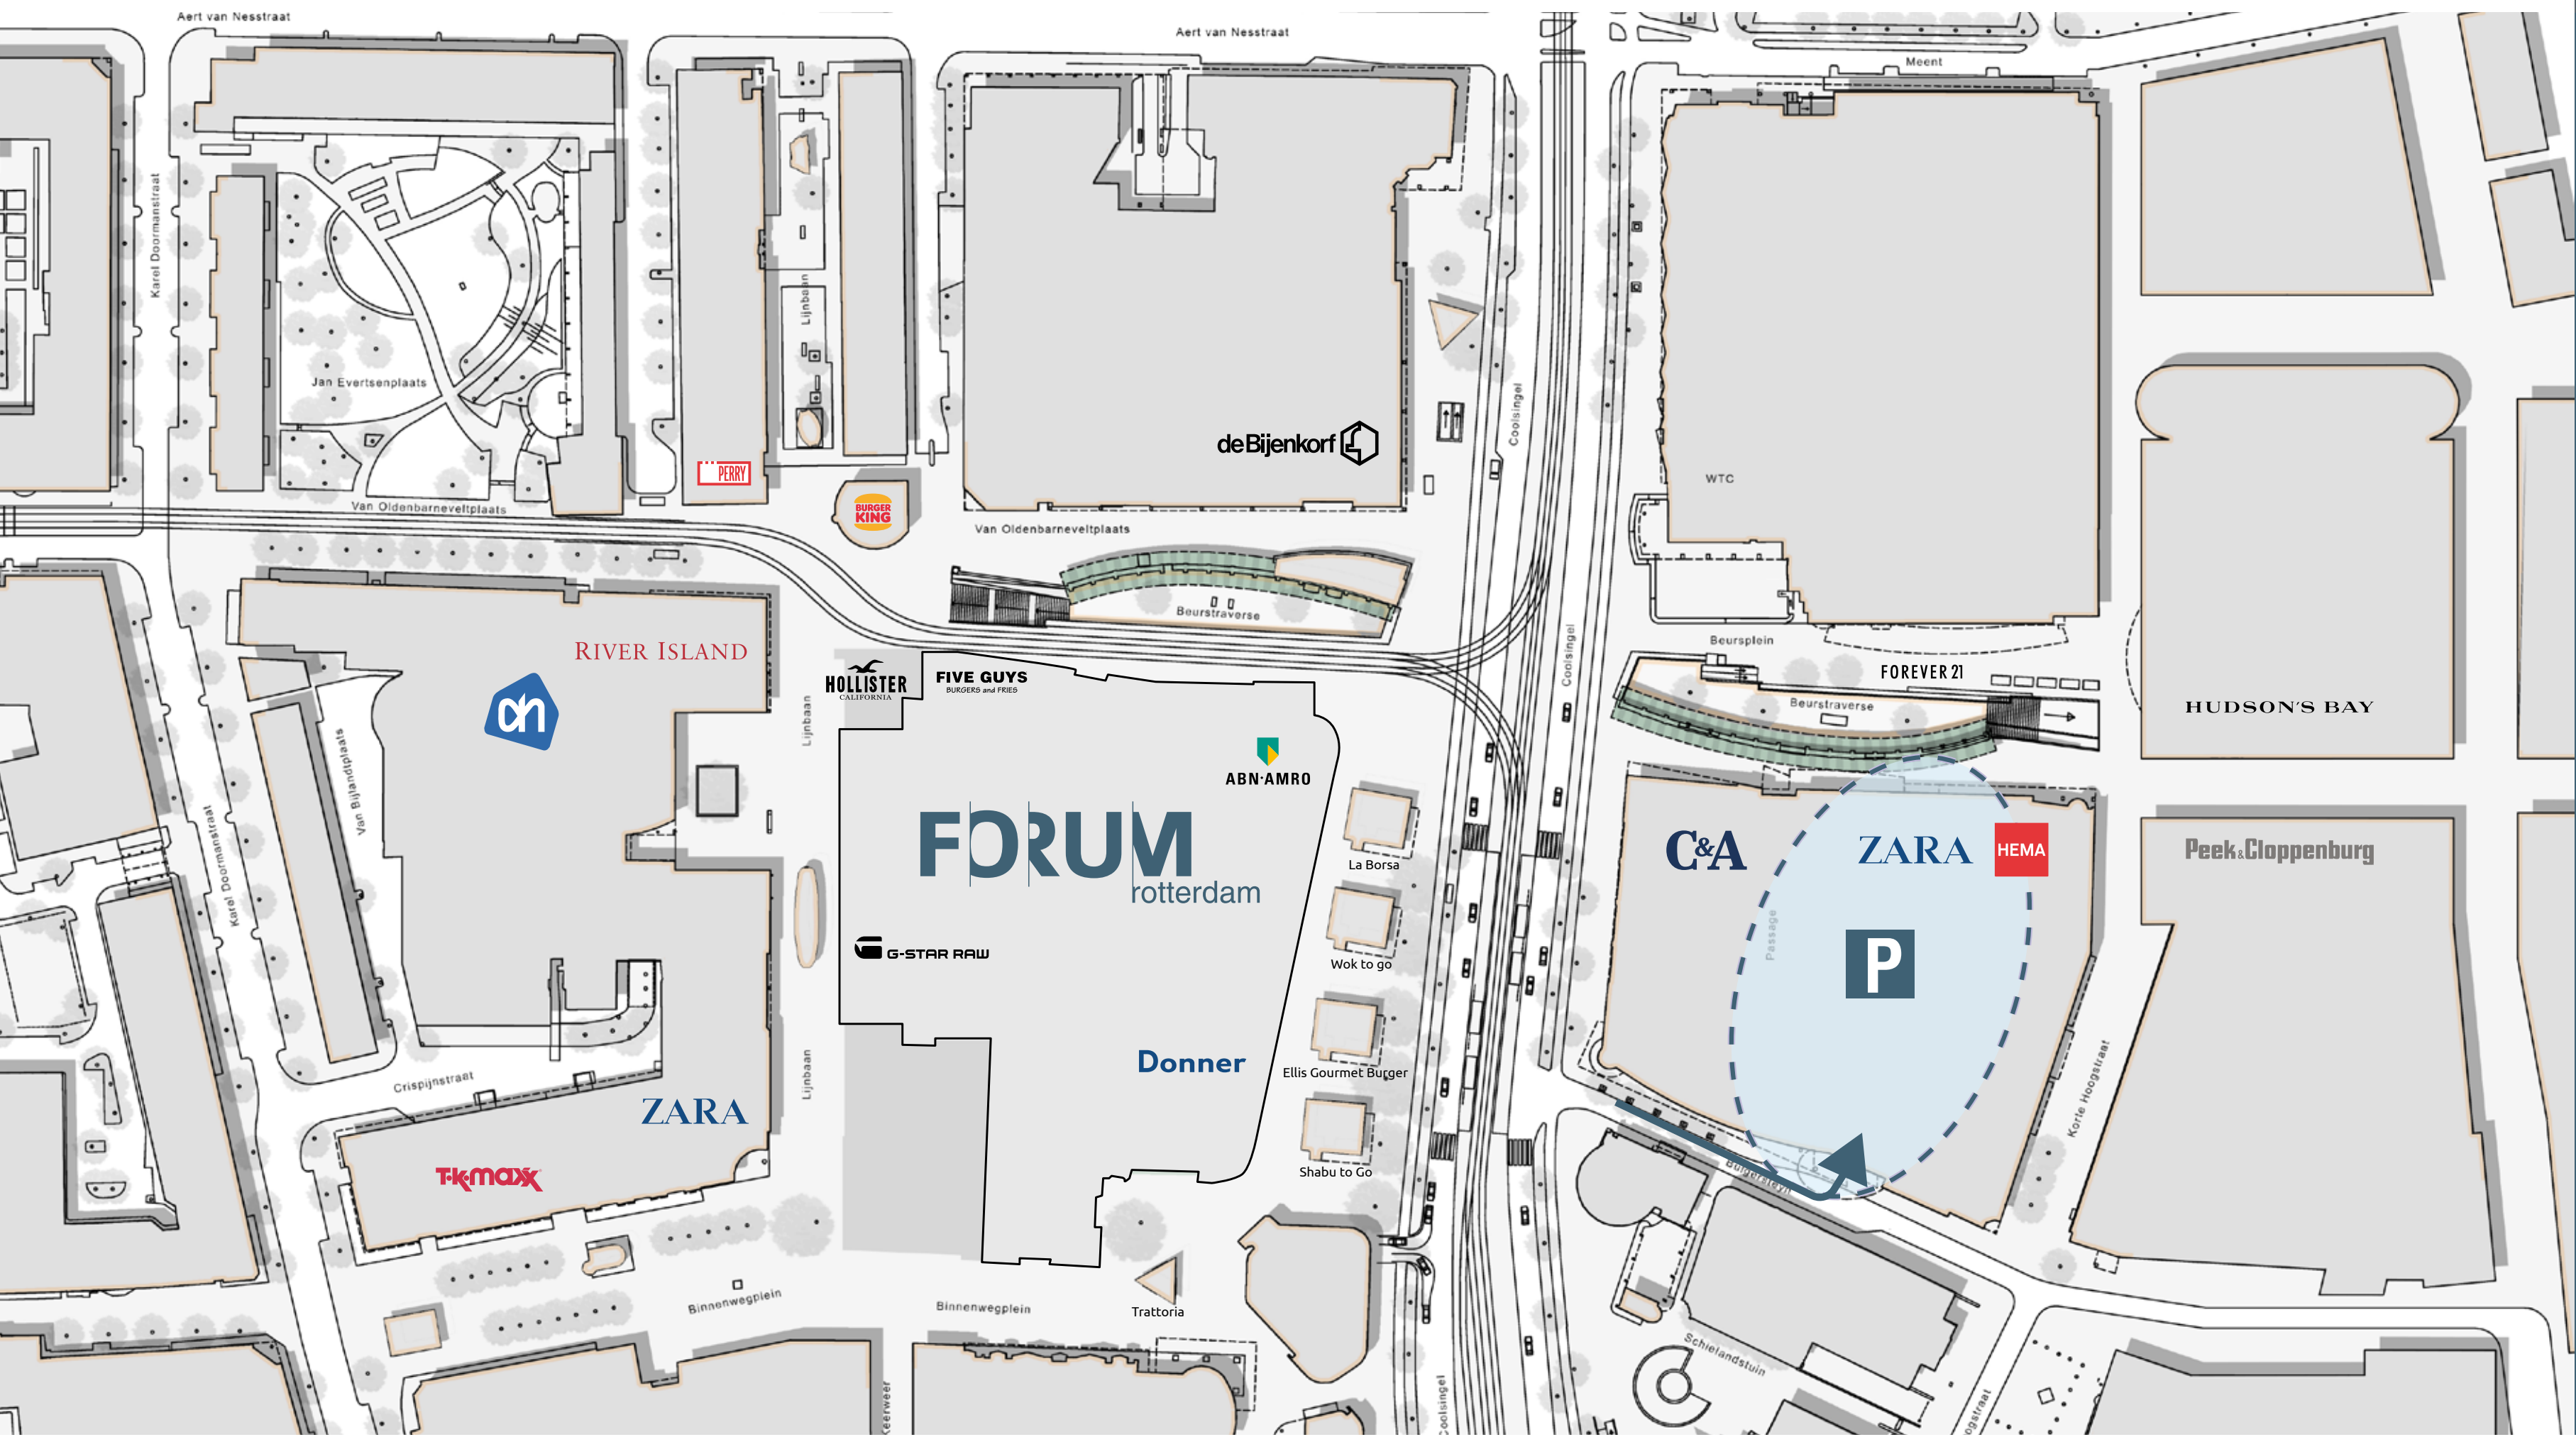 Aert van Nesstraat
Aert van Nesstraat
Meent
Karel Doormanstraat
Lijnbaan
Jan Evertsenplaats
Coolsingel
deBijenkorf
PERRY
WTC
Van Oldenbarneveltplaats
BURGER
KING
Van Oldenbarneveltplaats
Beurstraverse
Beursplein
RIVER ISLAND
Coolsingel
FOREVER 21
HOLLISTER
CALIFORNIA
FIVE GUYS
BURGERS and FRIES
Beurstraverse
HUDSON'S BAY
ah
Lijnbaan
Van Bijlandtplaats
ABN·AMRO
FORUM
rotterdam
La Borsa
C&A
ZARA
HEMA
Peek&Cloppenburg
Karel Doormanstraat
Passage
G-STAR RAW
Wok to go
P
Donner
Ellis Gourmet Burger
Crispijnstraat
Lijnbaan
Korte Hoogstraat
ZARA
T·K·maxx
Shabu to Go
Bulgersteyn
Binnenwegplein
Binnenwegplein
Trattoria
Schielandstuin
Coolsingel